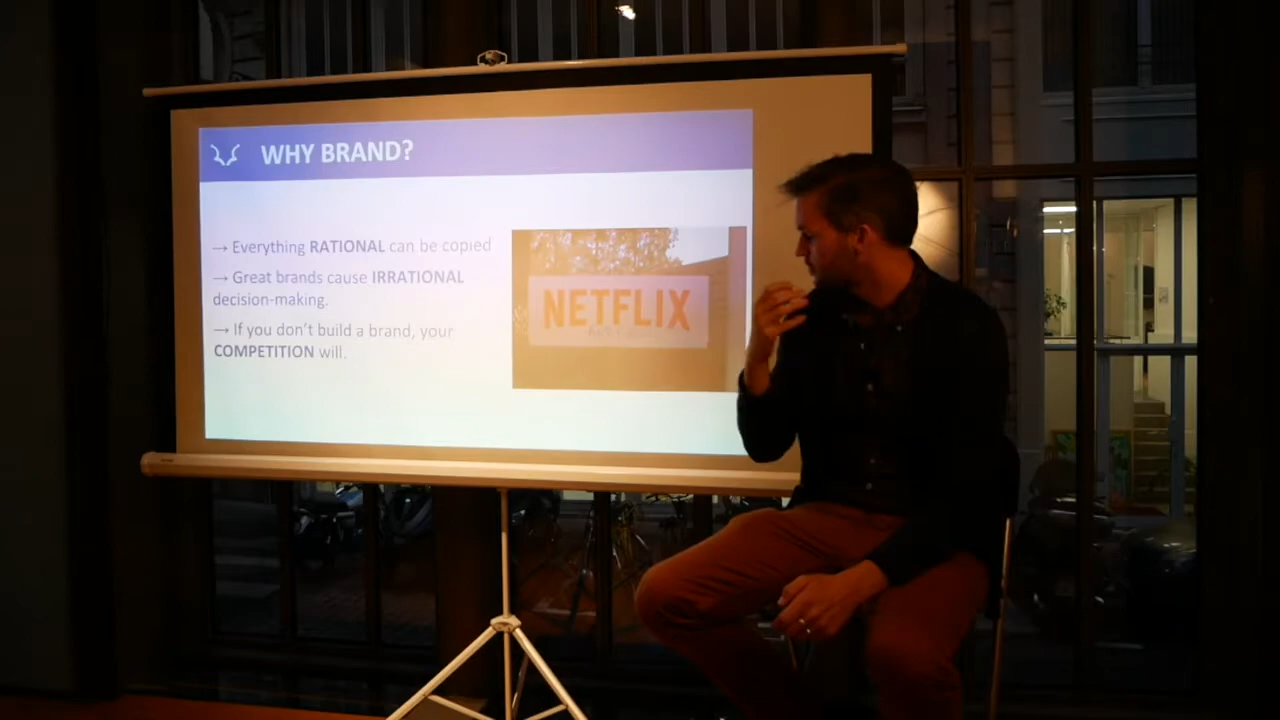 WHY BRAND?
→ Everything RATIONAL can be copied
→ Great brands cause IRRATIONAL
decision-making.
→ If you don't build a brand, your
COMPETITION will.
NETFLIX